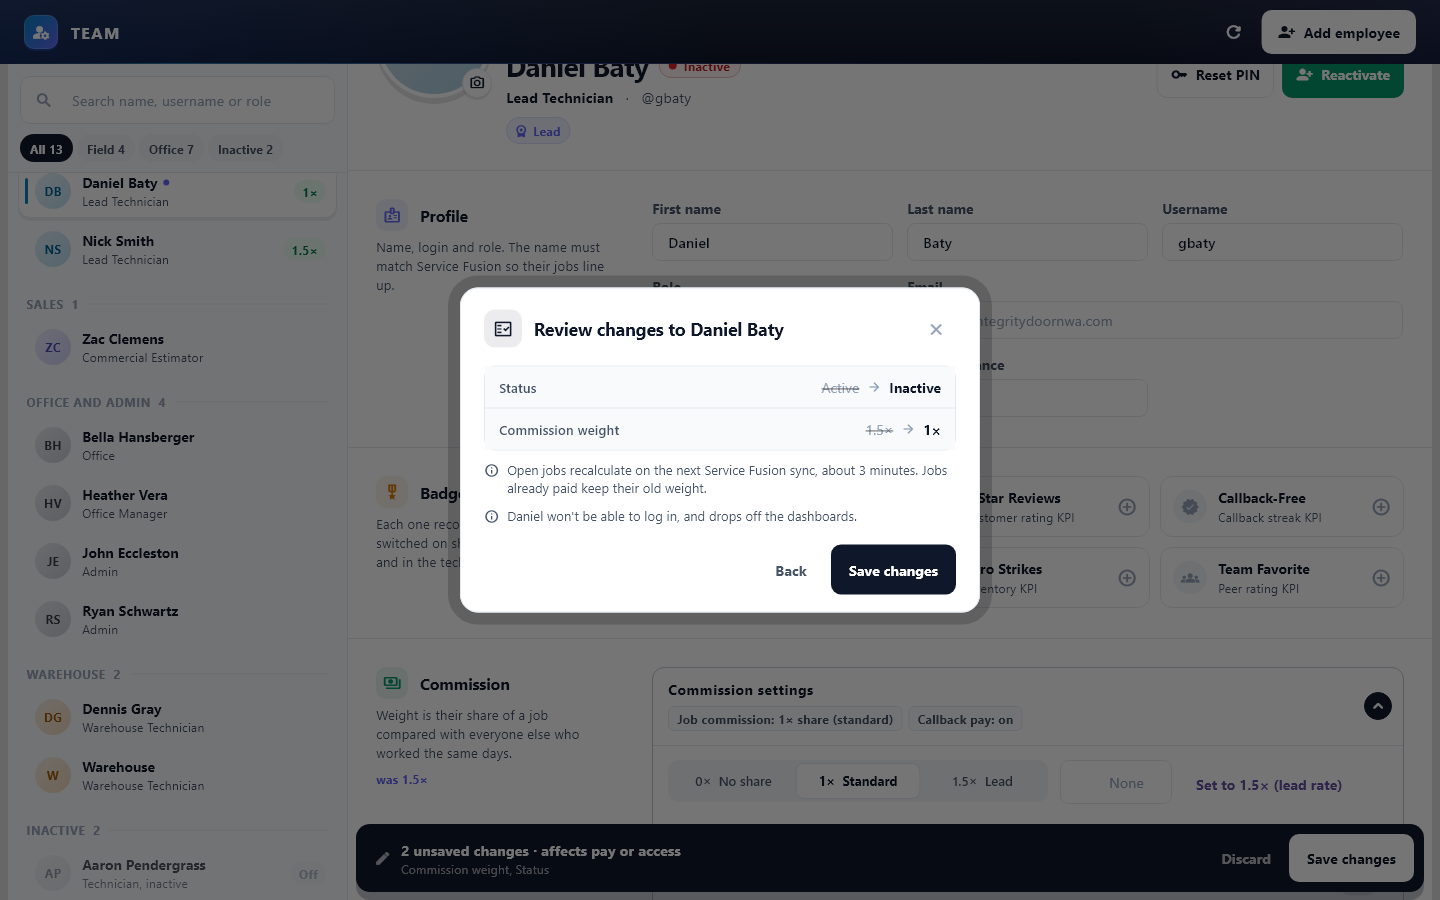 TEAM
Add employee
Search name, username or role
All 13
Field 4
Office 7
Inactive 2
DB
Daniel Baty
Lead Technician
1×
NS
Nick Smith
Lead Technician
1.5×
SALES 1
ZC
Zac Clemens
Commercial Estimator
OFFICE AND ADMIN 4
BH
Bella Hansberger
Office
HV
Heather Vera
Office Manager
JE
John Eccleston
Admin
RS
Ryan Schwartz
Admin
WAREHOUSE 2
DG
Dennis Gray
Warehouse Technician
W
Warehouse
Warehouse Technician
INACTIVE 2
AP
Aaron Pendergrass
Technician, inactive
Off
Daniel Baty
Inactive
Lead Technician · @gbaty
Lead
Reset PIN
Reactivate
Profile
Name, login and role. The name must
match Service Fusion so their jobs line
up.
First name
Daniel
Last name
Baty
Username
gbaty
Role
Email
ntegritydoornwa.com
nce
Review changes to Daniel Baty
Status
Active → Inactive
Commission weight
1.5× → 1×
Open jobs recalculate on the next Service Fusion sync, about 3 minutes. Jobs
already paid keep their old weight.
Daniel won't be able to log in, and drops off the dashboards.
Back
Save changes
Badg
Each one reco
switched on sh
and in the tech
Star Reviews
stomer rating KPI
Callback-Free
Callback streak KPI
ro Strikes
entory KPI
Team Favorite
Peer rating KPI
Commission
Weight is their share of a job
compared with everyone else who
worked the same days.
was 1.5×
Commission settings
Job commission: 1× share (standard)
Callback pay: on
0× No share
1× Standard
1.5× Lead
None
Set to 1.5× (lead rate)
2 unsaved changes · affects pay or access
Commission weight, Status
Discard
Save changes